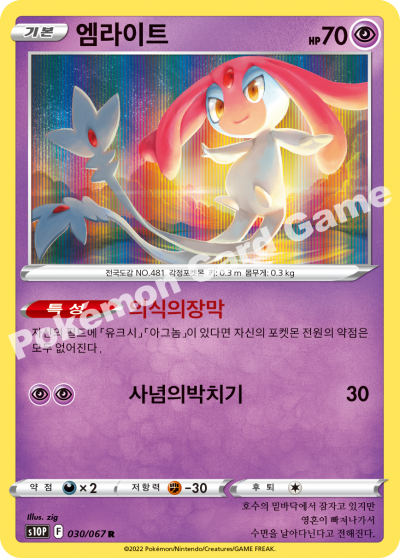 기본 엠라이트 HP 70
전국도감 NO.481 감정포켓몬 키: 0.3 m 몸무게: 0.3 kg
특성 의식의장막
자신의 필드에 「유크시」「아그놈」이 있다면 자신의 포켓몬 전원의 약점은
모두 없어진다.
사념의박치기 30
약점 ×2 저항력 -30 후퇴
Illus. zig
s10P F 030/067 R
호수의 밑바닥에서 잠자고 있지만
영혼이 빠져나가서
수면을 날아다닌다고 전해진다.
©2022 Pokémon/Nintendo/Creatures/GAME FREAK.
Pokemon Card Game